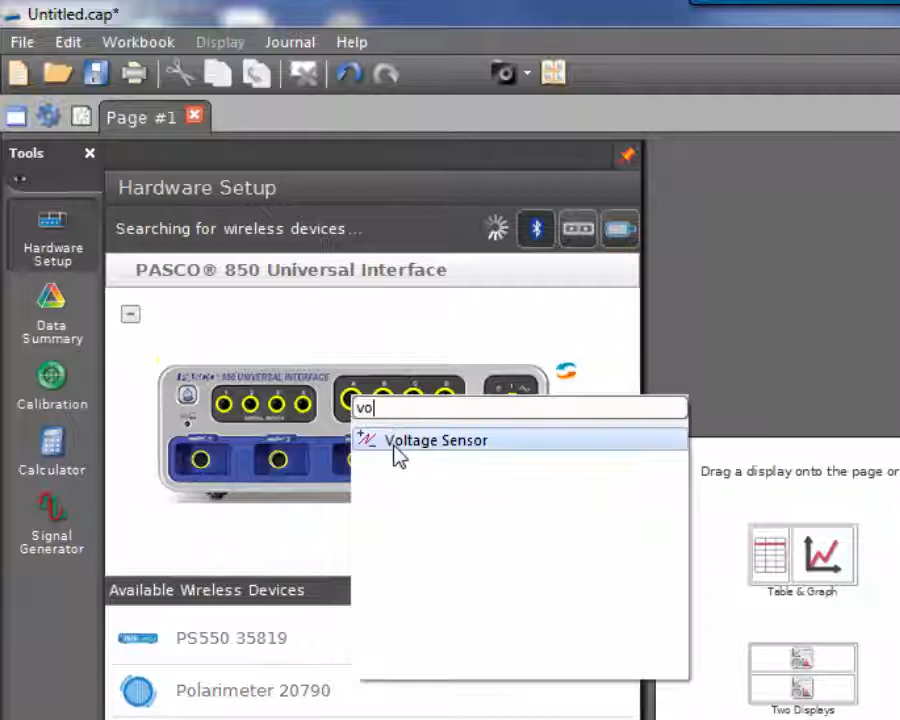 Untitled.cap*
File Edit Workbook Display Journal Help
Page #1
Tools
Hardware Setup
Searching for wireless devices...
Hardware
Setup
PASCO® 850 Universal Interface
Data
Summary
850 UNIVERSAL INTERFACE
Calibration
vo
Voltage Sensor
Calculator
Drag a display onto the page or
Signal
Generator
Available Wireless Devices
Table & Graph
PS550 35819
Polarimeter 20790
Two Displays